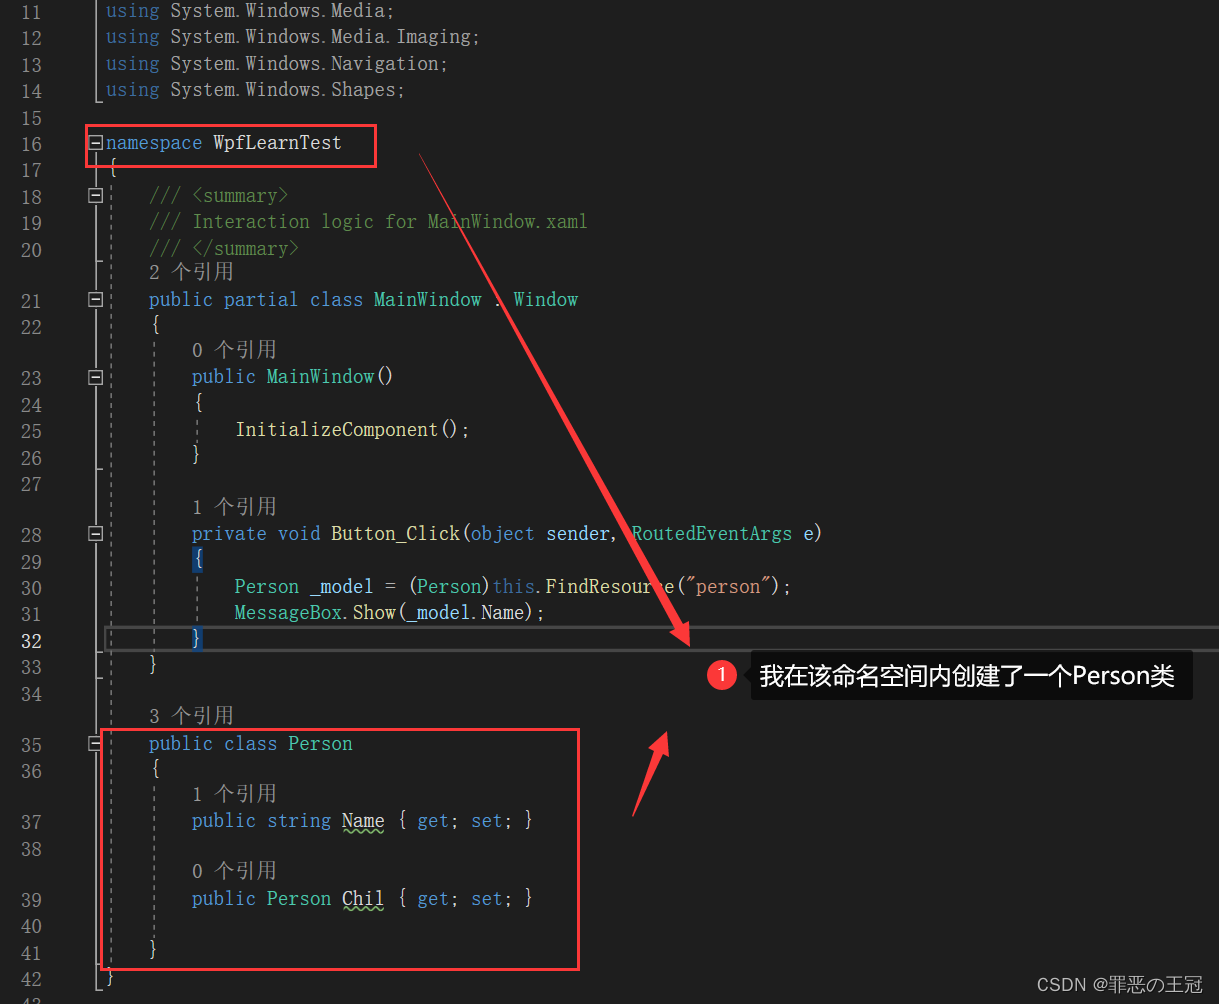 11 using System.Windows.Media;
12 using System.Windows.Media.Imaging;
13 using System.Windows.Navigation;
14 using System.Windows.Shapes;
15
16 namespace WpfLearnTest
17 {
18 /// <summary>
19 /// Interaction logic for MainWindow.xaml
20 /// </summary>
2 个引用
21 public partial class MainWindow : Window
22 {
0 个引用
23 public MainWindow()
24 {
25 InitializeComponent();
26 }
27
1 个引用
28 private void Button_Click(object sender, RoutedEventArgs e)
29 {
30 Person _model = (Person)this.FindResource("person");
31 MessageBox.Show(_model.Name);
32 }
33 }
1 我在该命名空间内创建了一个Person类
34
3 个引用
35 public class Person
36 {
1 个引用
37 public string Name { get; set; }
38
0 个引用
39 public Person Chil { get; set; }
40
41 }
42 }
CSDN @罪恶の王冠